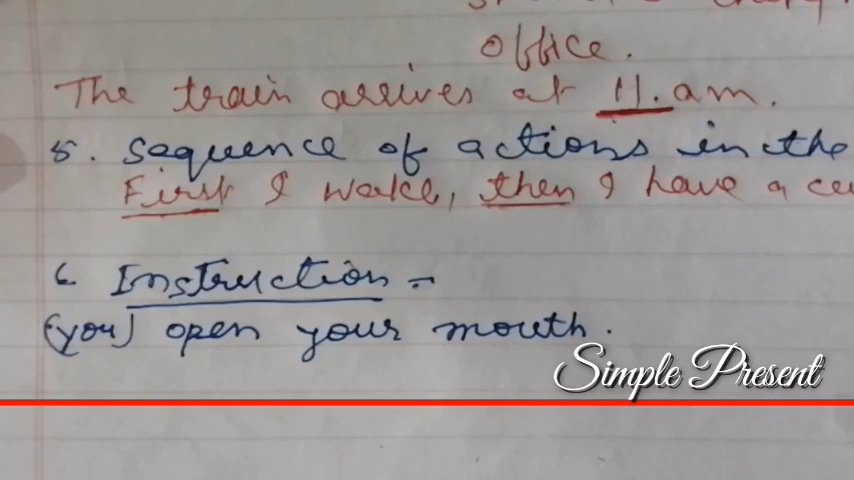 office.
The train arrives at 11.am.
5. Sequence of actions in the
First I wake, then I have a
6 Instruction -
(you) open your mouth.
Simple Present